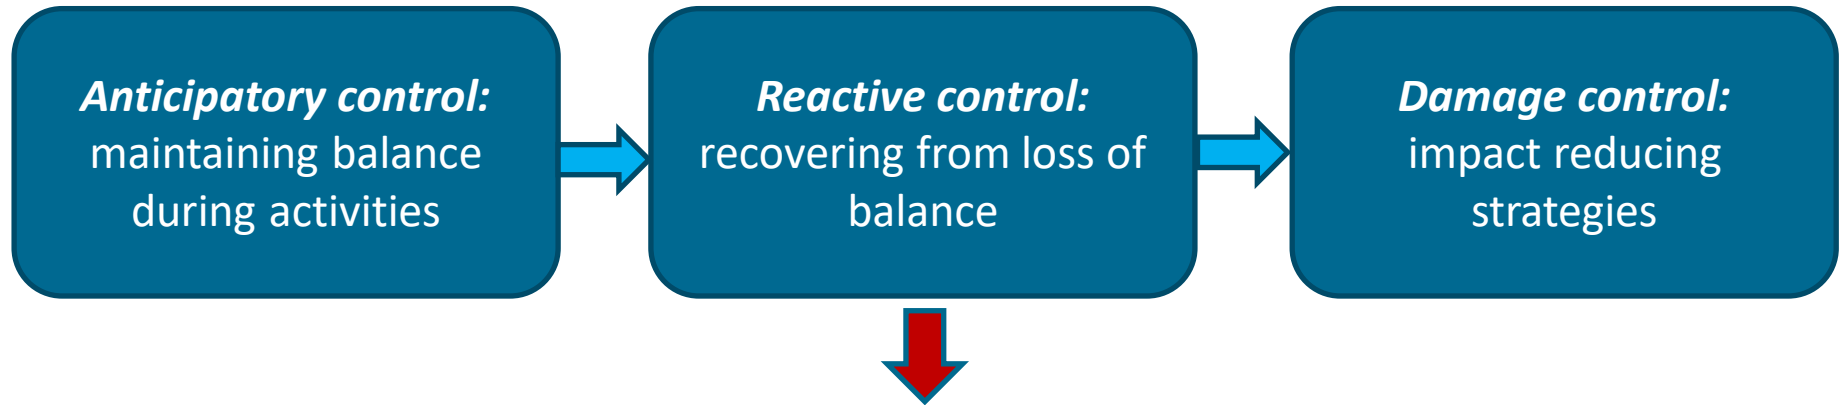 Anticipatory control:
maintaining balance
during activities
Reactive control:
recovering from loss of
balance
Damage control:
impact reducing
strategies